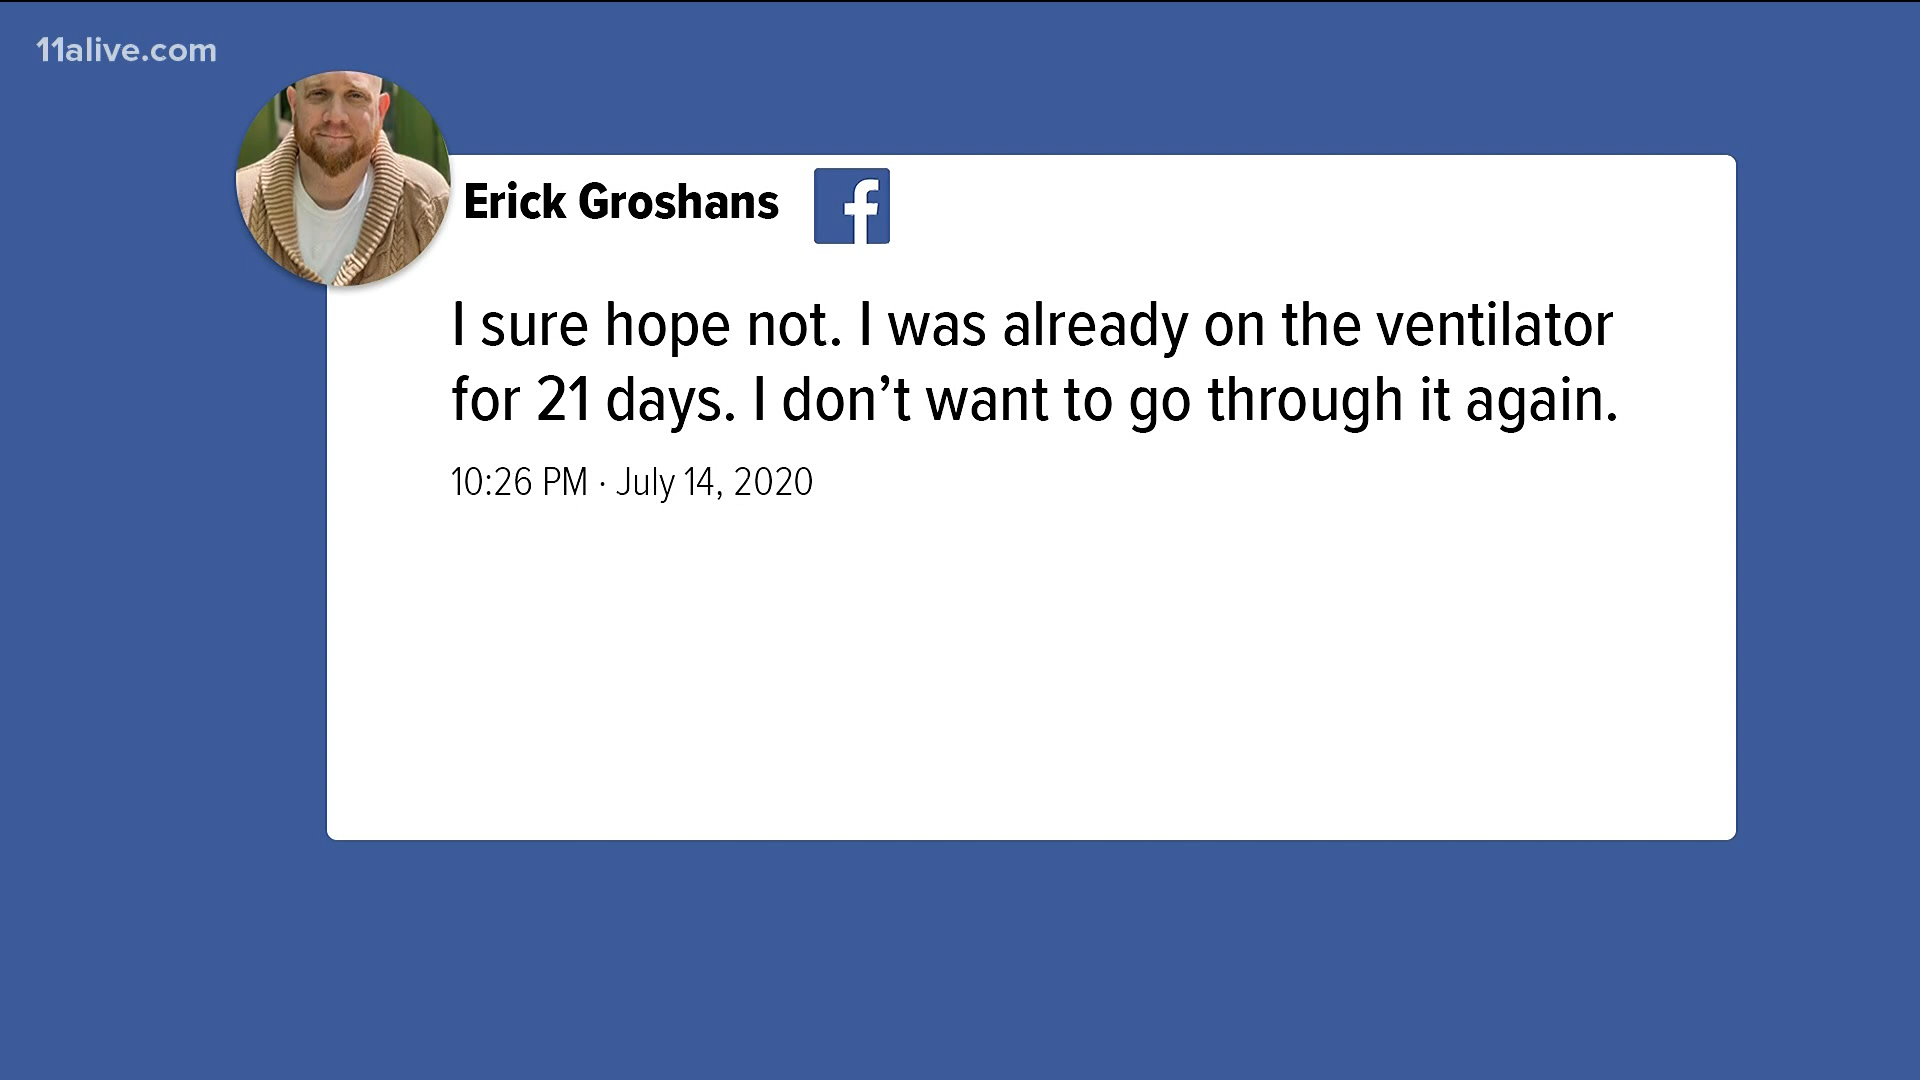 11alive.com
Erick Groshans
I sure hope not. I was already on the ventilator
for 21 days. I don’t want to go through it again.
10:26 PM · July 14, 2020